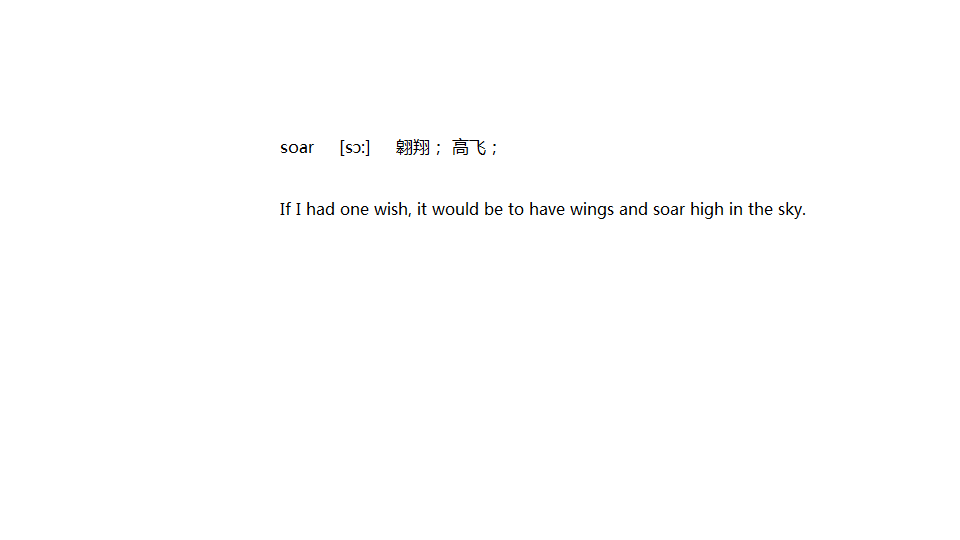 soar [sɔː] 翱翔； 高飞；
If I had one wish, it would be to have wings and soar high in the sky.